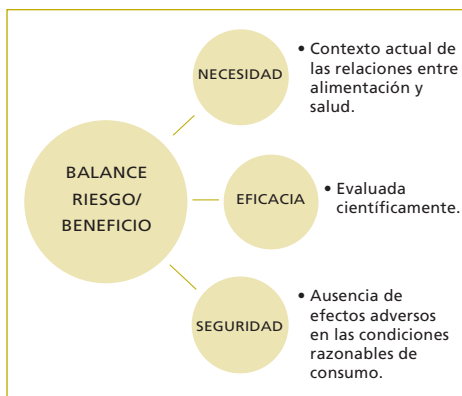 BALANCE
RIESGO/
BENEFICIO
NECESIDAD
• Contexto actual de
las relaciones entre
alimentación y
salud.
EFICACIA
• Evaluada
científicamente.
SEGURIDAD
• Ausencia de
efectos adversos
en las condiciones
razonables de
consumo.